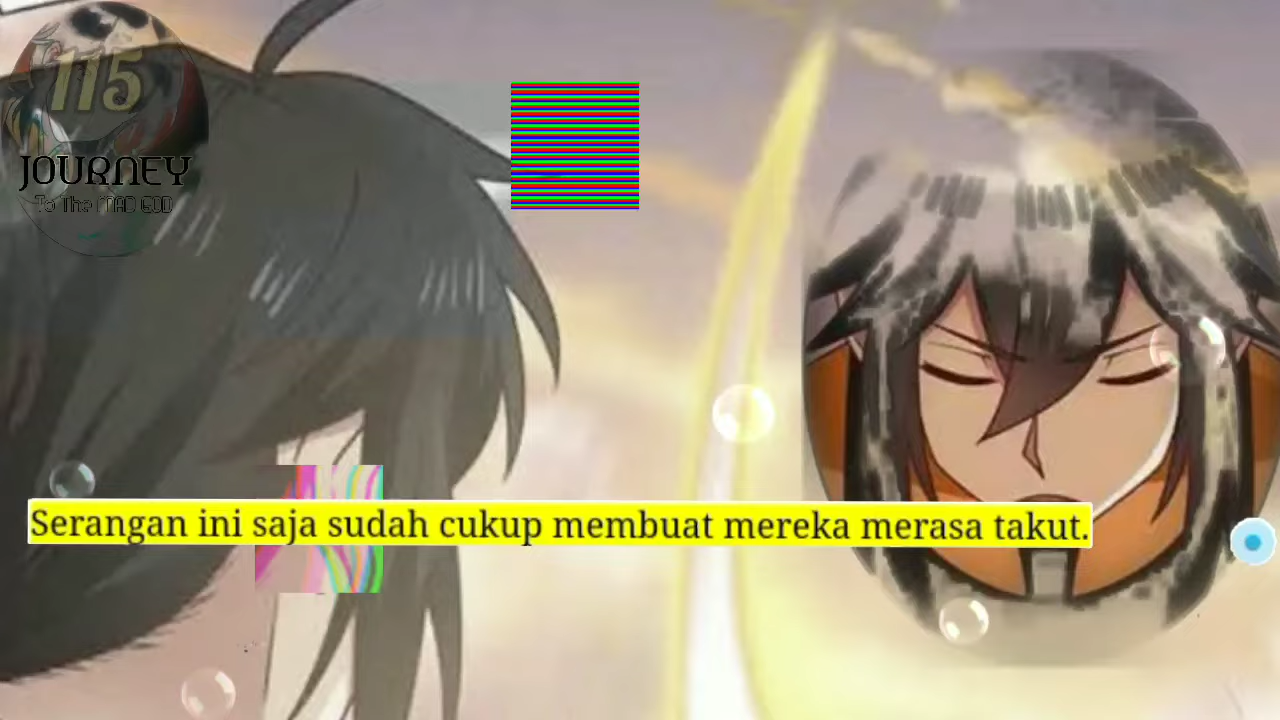 115
JOURNEY
To The MAD GOD
Serangan ini saja sudah cukup membuat mereka merasa takut.